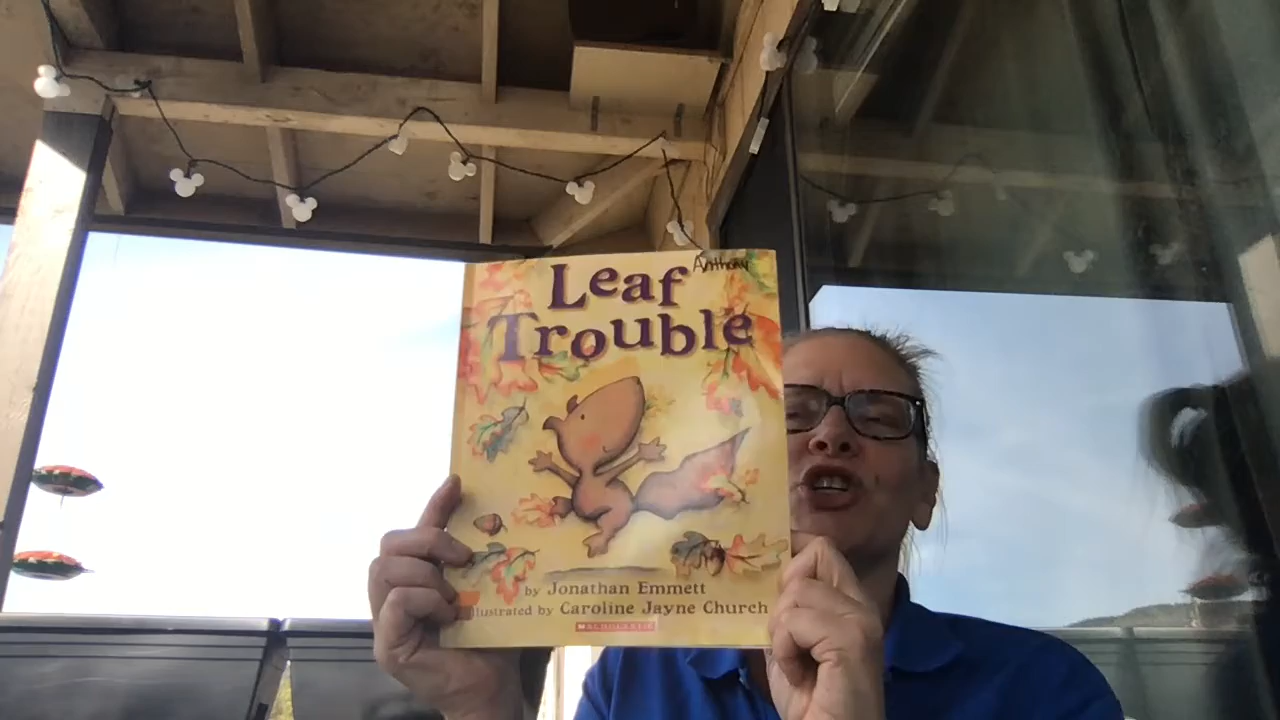 Anthony
Leaf
Trouble
by Jonathan Emmett
illustrated by Caroline Jayne Church
SCHOLASTIC